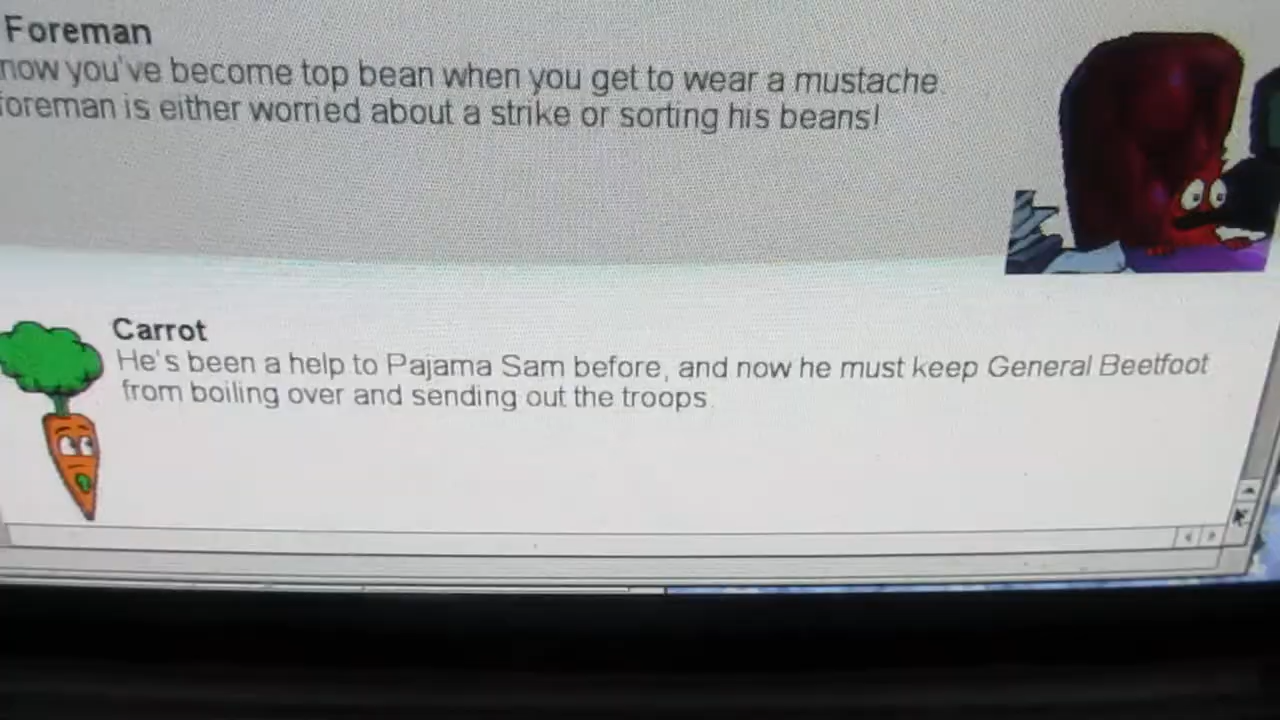 Foreman
now you've become top bean when you get to wear a mustache.
foreman is either worried about a strike or sorting his beans!
Carrot
He's been a help to Pajama Sam before, and now he must keep General Beetfoot
from boiling over and sending out the troops.